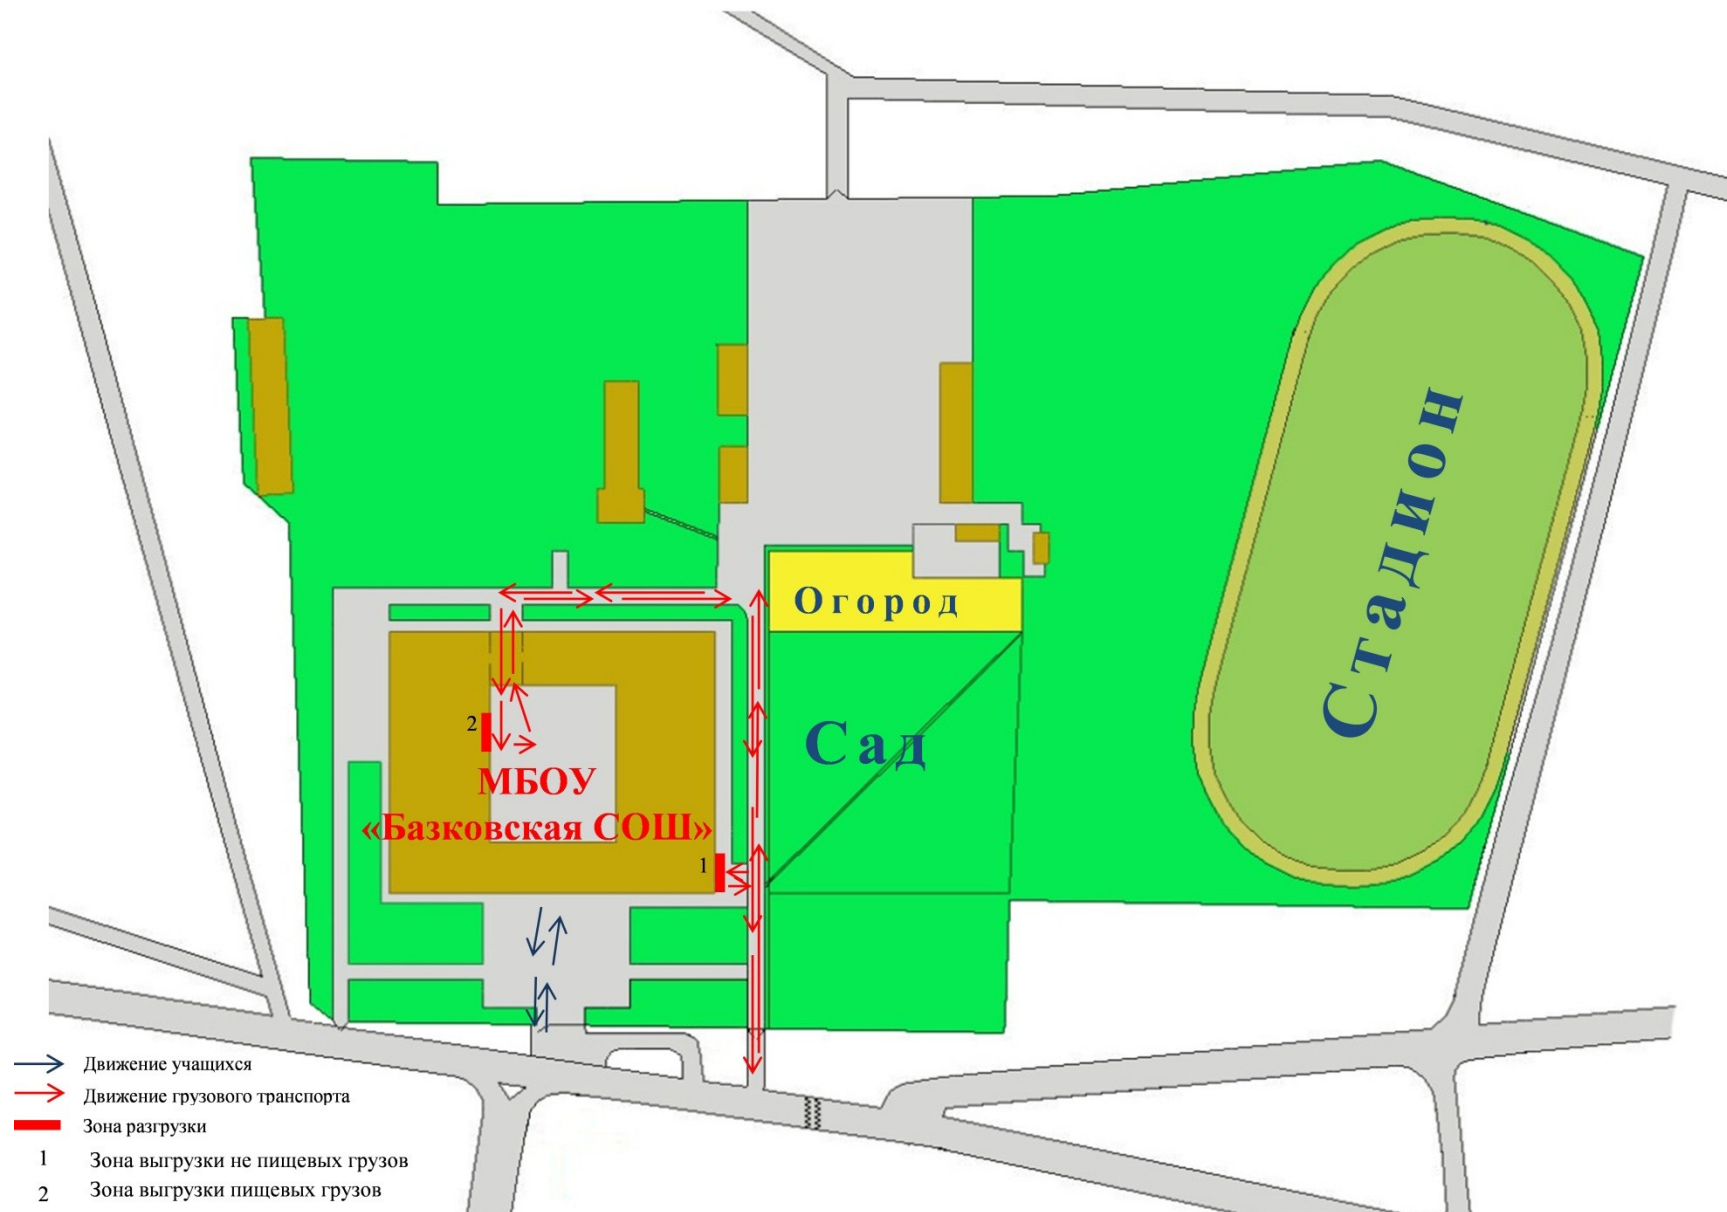 Стадион
Огород
Сад
2
МБОУ
«Базковская СОШ»
1
Движение учащихся
Движение грузового транспорта
Зона разгрузки
1 Зона выгрузки не пищевых грузов
2 Зона выгрузки пищевых грузов